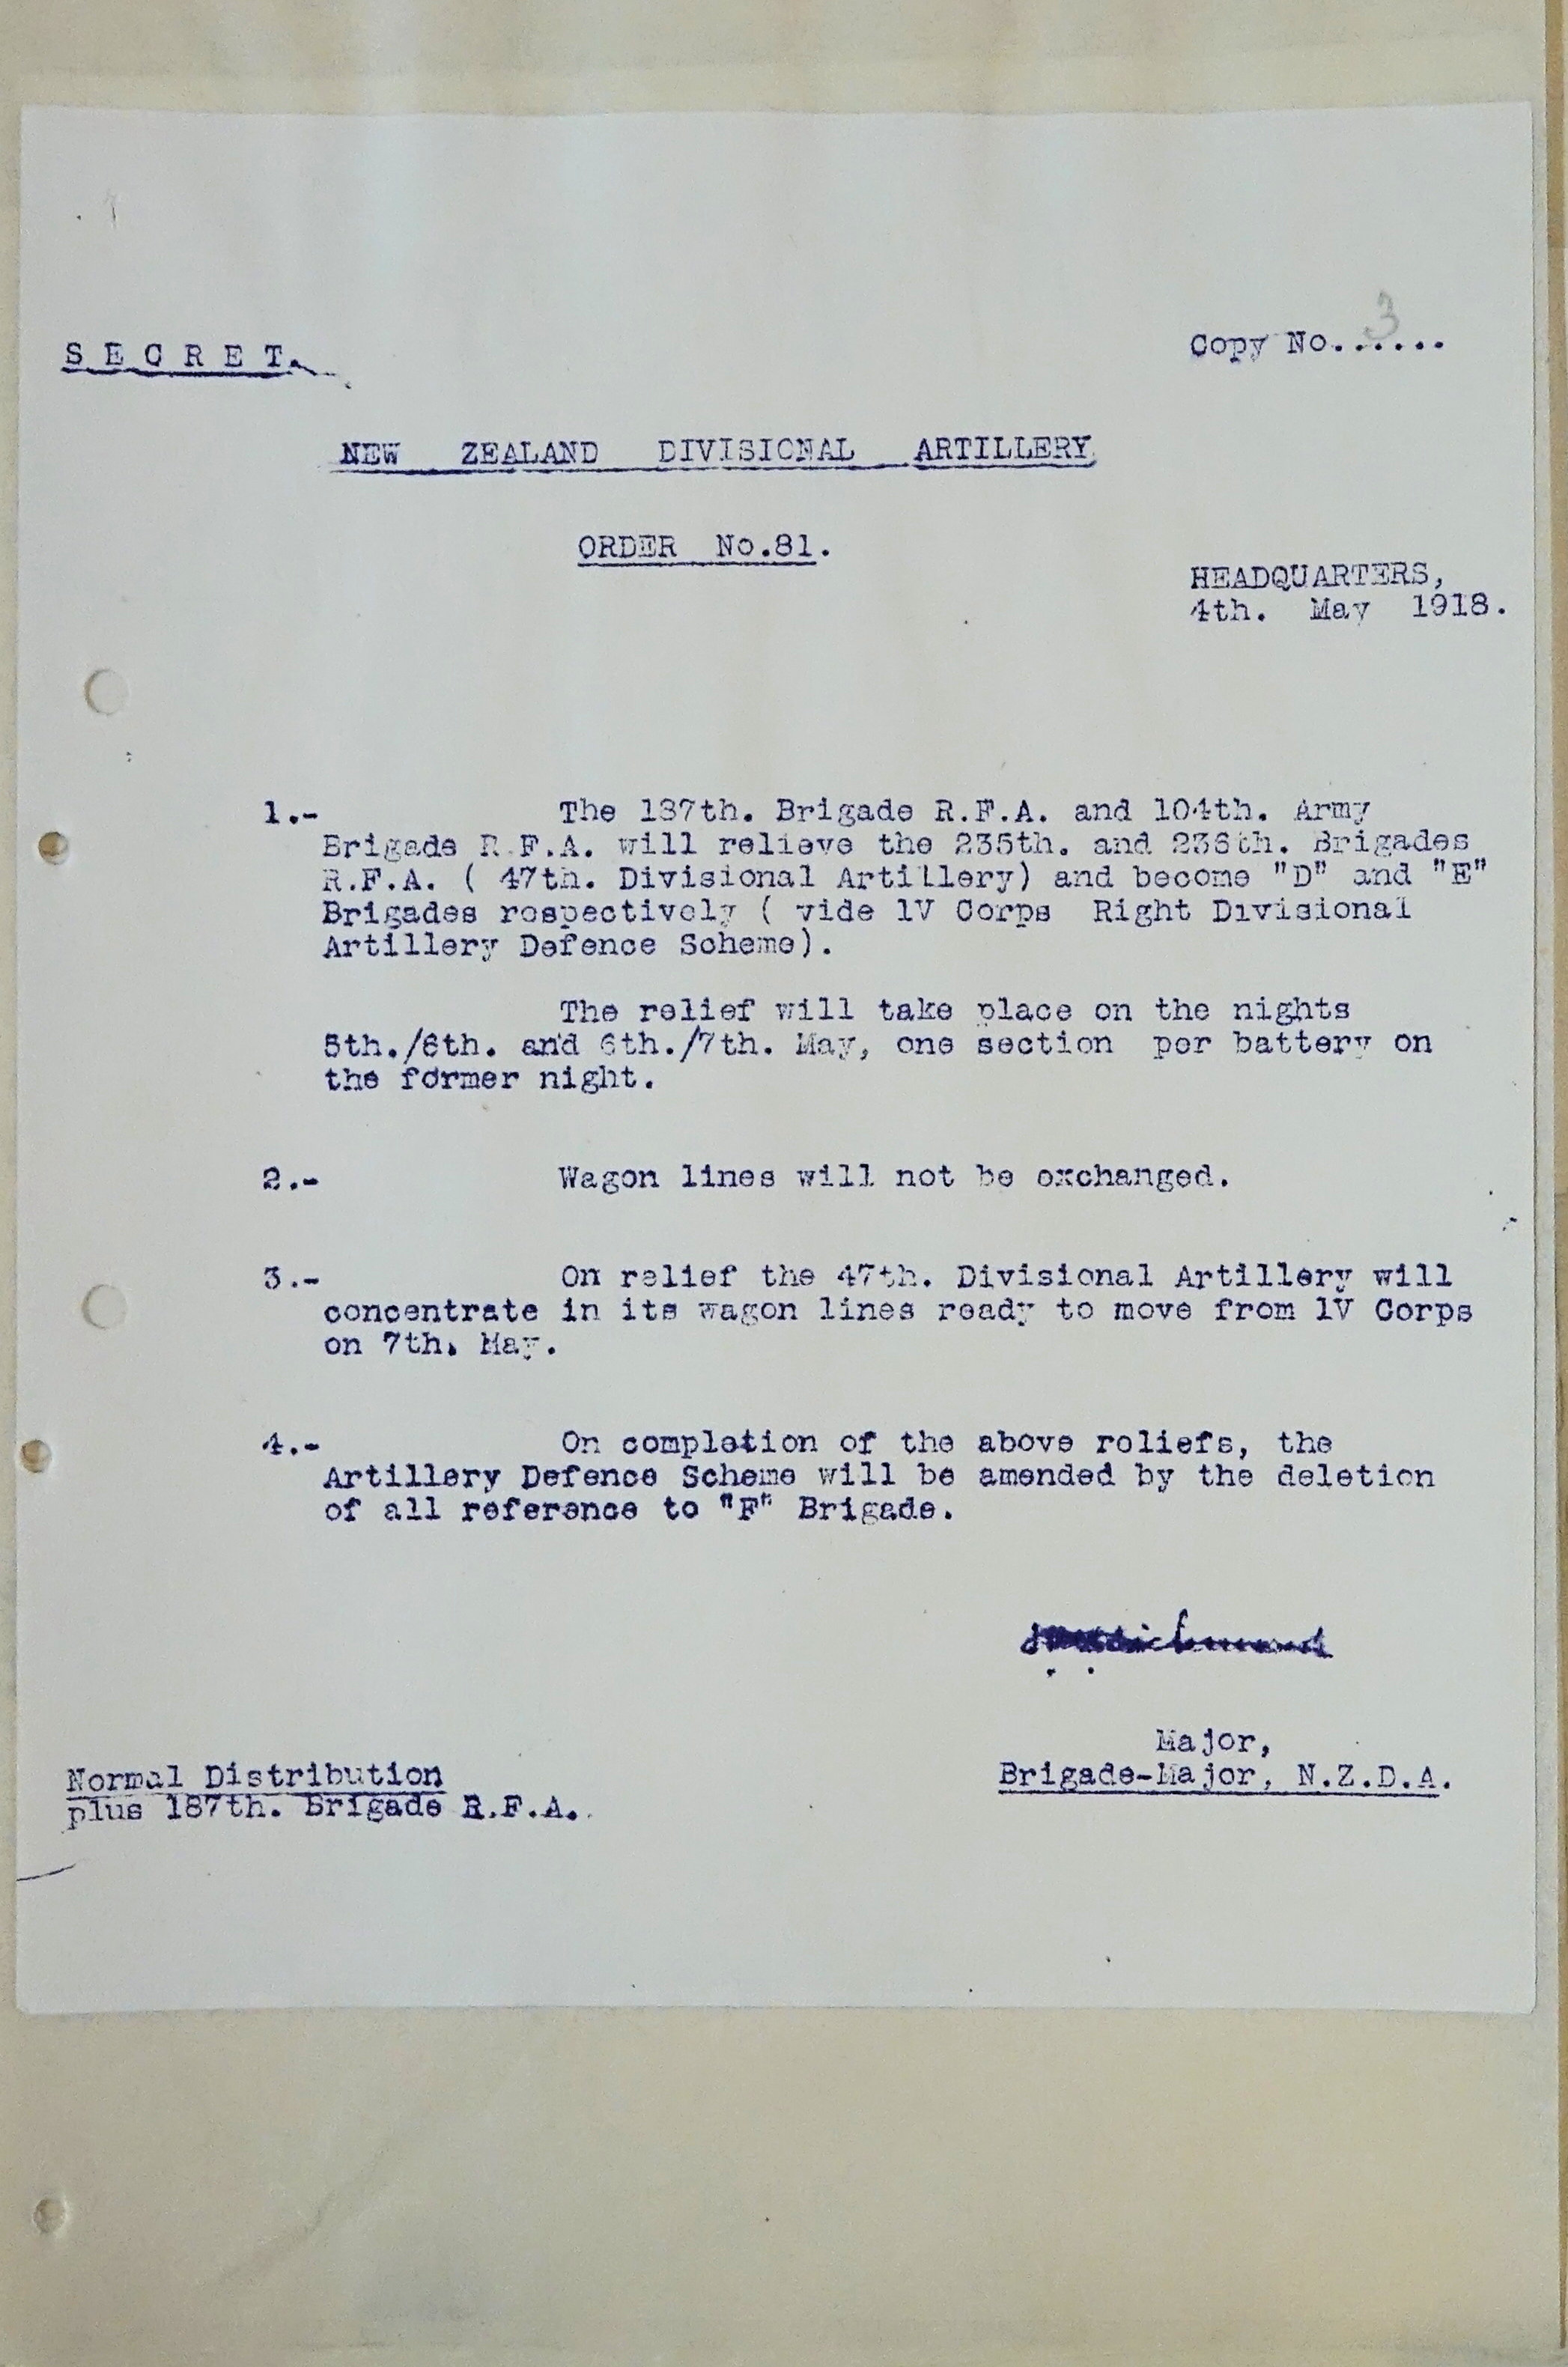 SECRET.
Copy No. 3......
NEW ZEALAND DIVISIONAL ARTILLERY
ORDER No.81.
HEADQUARTERS,
4th. May 1918.
1.- The 187th. Brigade R.F.A. and 104th. Army
Brigade R.F.A. will relieve the 235th. and 236th. Brigades
R.F.A. ( 47th. Divisional Artillery) and become "D" and "E"
Brigades respectively ( vide 1V Corps Right Divisional
Artillery Defence Scheme).
The relief will take place on the nights
5th./6th. and 6th./7th. May, one section per battery on
the former night.
2.- Wagon lines will not be exchanged.
3.- On relief the 47th. Divisional Artillery will
concentrate in its wagon lines ready to move from 1V Corps
on 7th. May.
4.- On completion of the above reliefs, the
Artillery Defence Scheme will be amended by the deletion
of all reference to "F" Brigade.
Major,
Brigade-Major, N.Z.D.A.
Normal Distribution
plus 187th. Brigade R.F.A.